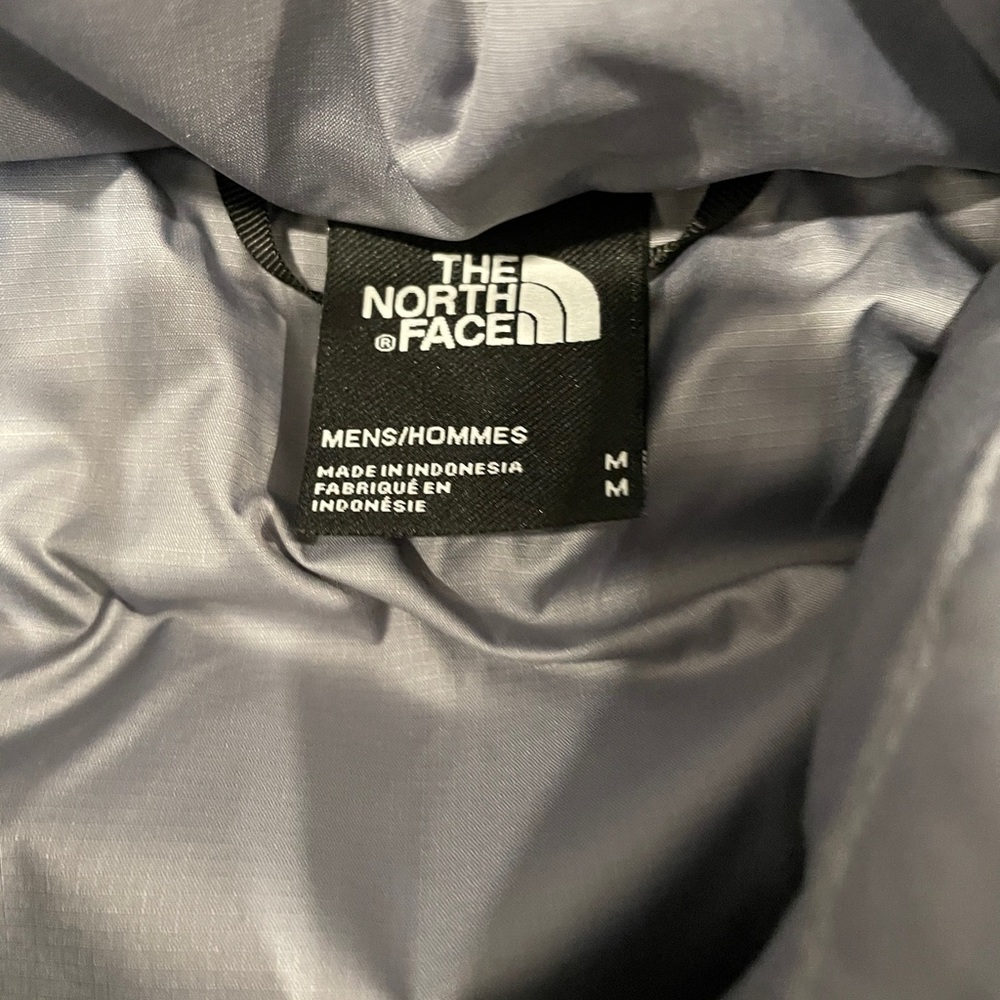 THE
NORTH
®FACE
MENS/HOMMES
MADE IN INDONESIA
FABRIQUÉ EN
INDONÉSIE
M
M